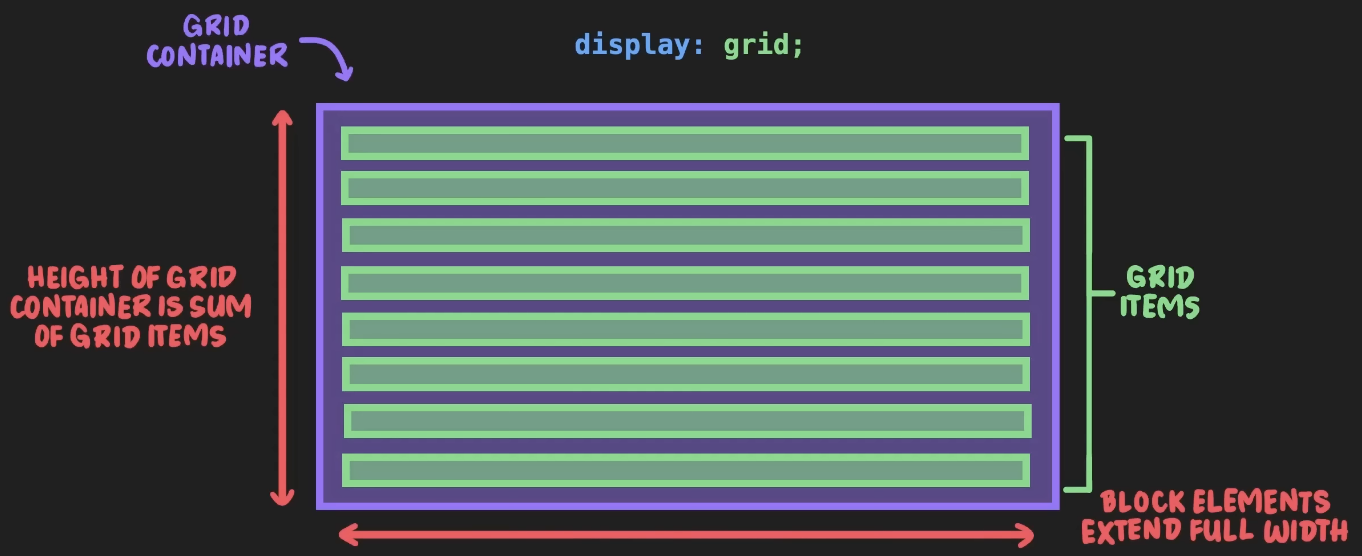 GRID
CONTAINER
display: grid;
HEIGHT OF GRID
CONTAINER IS SUM
OF GRID ITEMS
GRID
ITEMS
BLOCK ELEMENTS
EXTEND FULL WIDTH